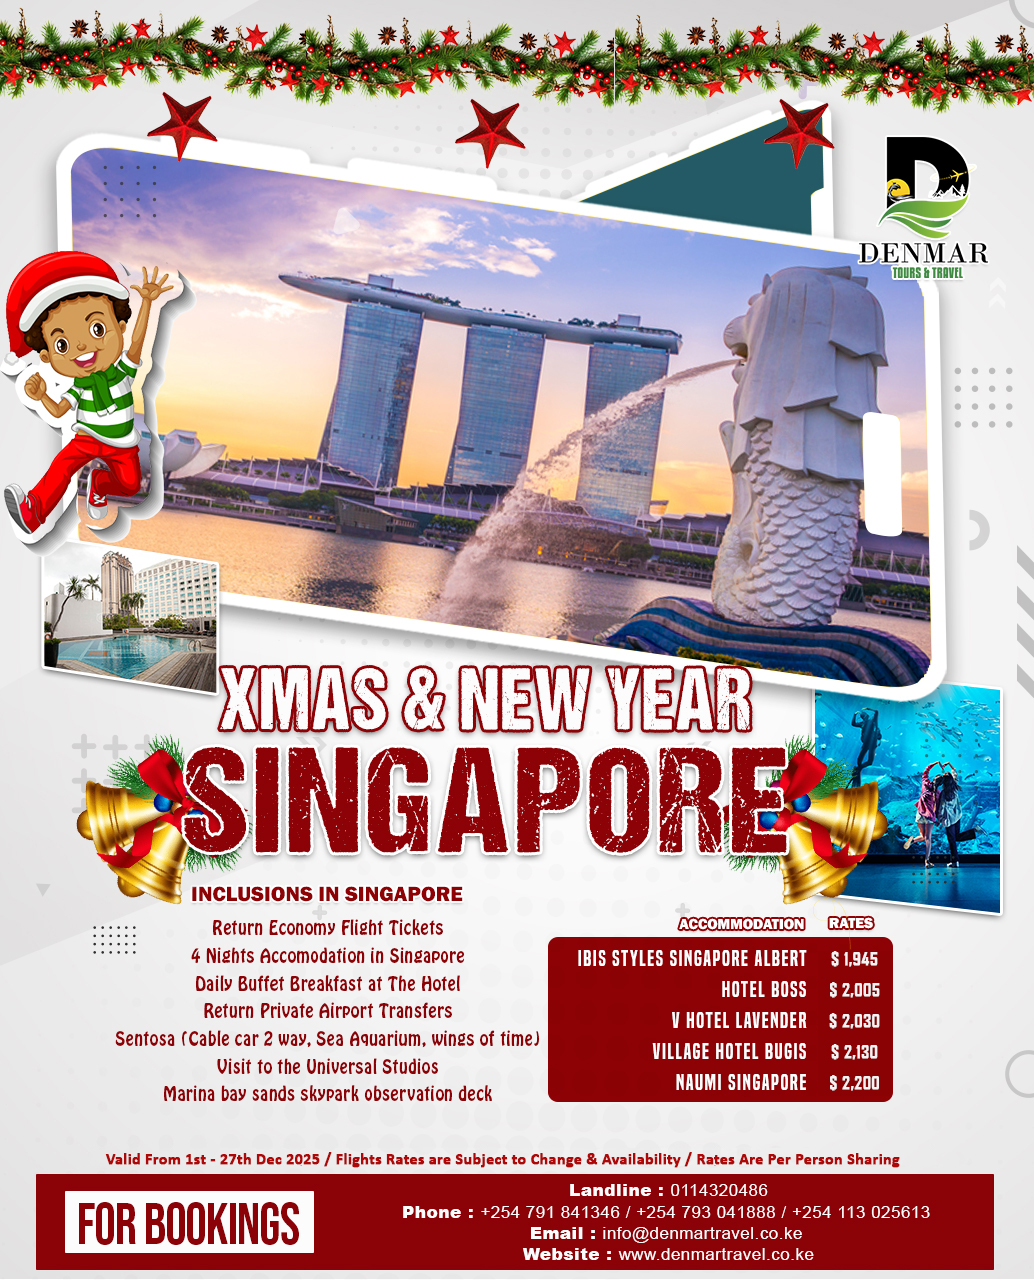 DENMAR
TOURS & TRAVEL
XMAS & NEW YEAR
SINGAPORE
INCLUSIONS IN SINGAPORE
Return Economy Flight Tickets
4 Nights Accomodation in Singapore
Daily Buffet Breakfast at The Hotel
Return Private Airport Transfers
Sentosa (Cable car 2 way, Sea Aquarium, wings of time)
Visit to the Universal Studios
Marina bay sands skypark observation deck
ACCOMMODATION RATES
IBIS STYLES SINGAPORE ALBERT $ 1,945
HOTEL BOSS $ 2,005
V HOTEL LAVENDER $ 2,030
VILLAGE HOTEL BUGIS $ 2,130
NAUMI SINGAPORE $ 2,200
Valid From 1st - 27th Dec 2025 / Flights Rates are Subject to Change & Availability / Rates Are Per Person Sharing
FOR BOOKINGS
Landline : 0114320486
Phone : +254 791 841346 / +254 793 041888 / +254 113 025613
Email : info@denmartravel.co.ke
Website : www.denmartravel.co.ke